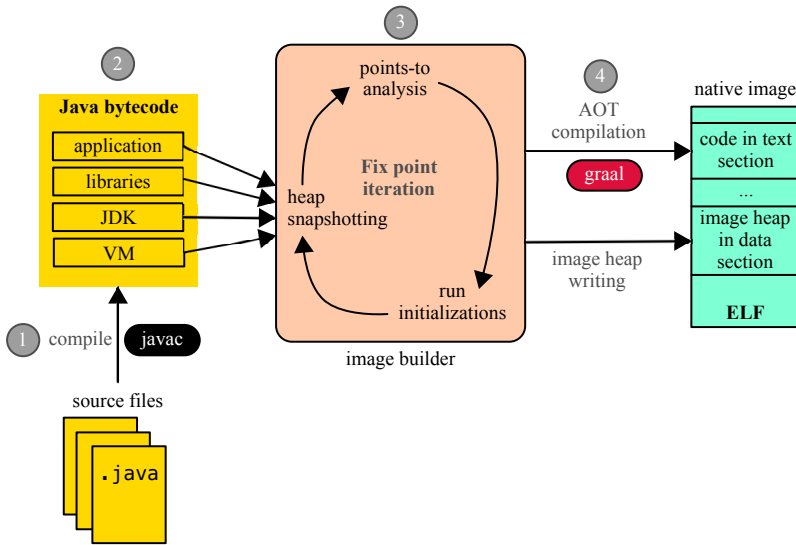 3
2
4
points-to
analysis
native image
Java bytecode
AOT
compilation
application
code in text
section
libraries
Fix point
iteration
graal
...
heap
snapshotting
JDK
image heap
in data
section
VM
image heap
writing
run
initializations
ELF
1
compile
javac
image builder
source files
.java